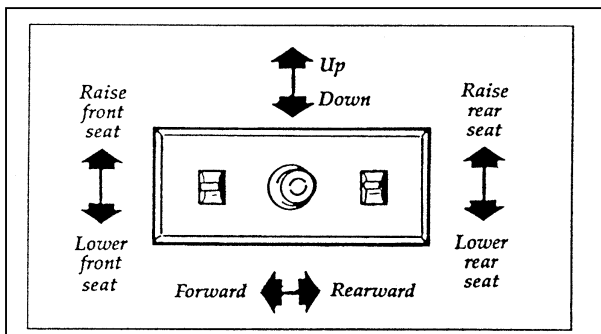 Up
Down
Raise
front
seat
Raise
rear
seat
Lower
front
seat
Lower
rear
seat
Forward
Rearward